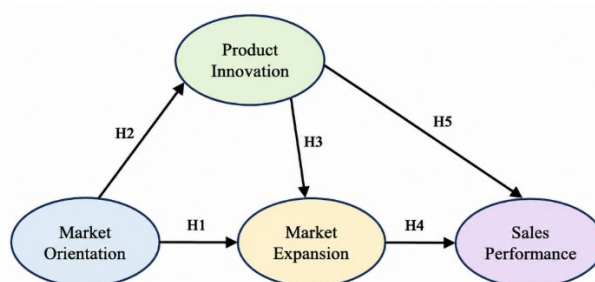 Product
Innovation
H2
H3
H5
Market
Orientation
H1
Market
Expansion
H4
Sales
Performance